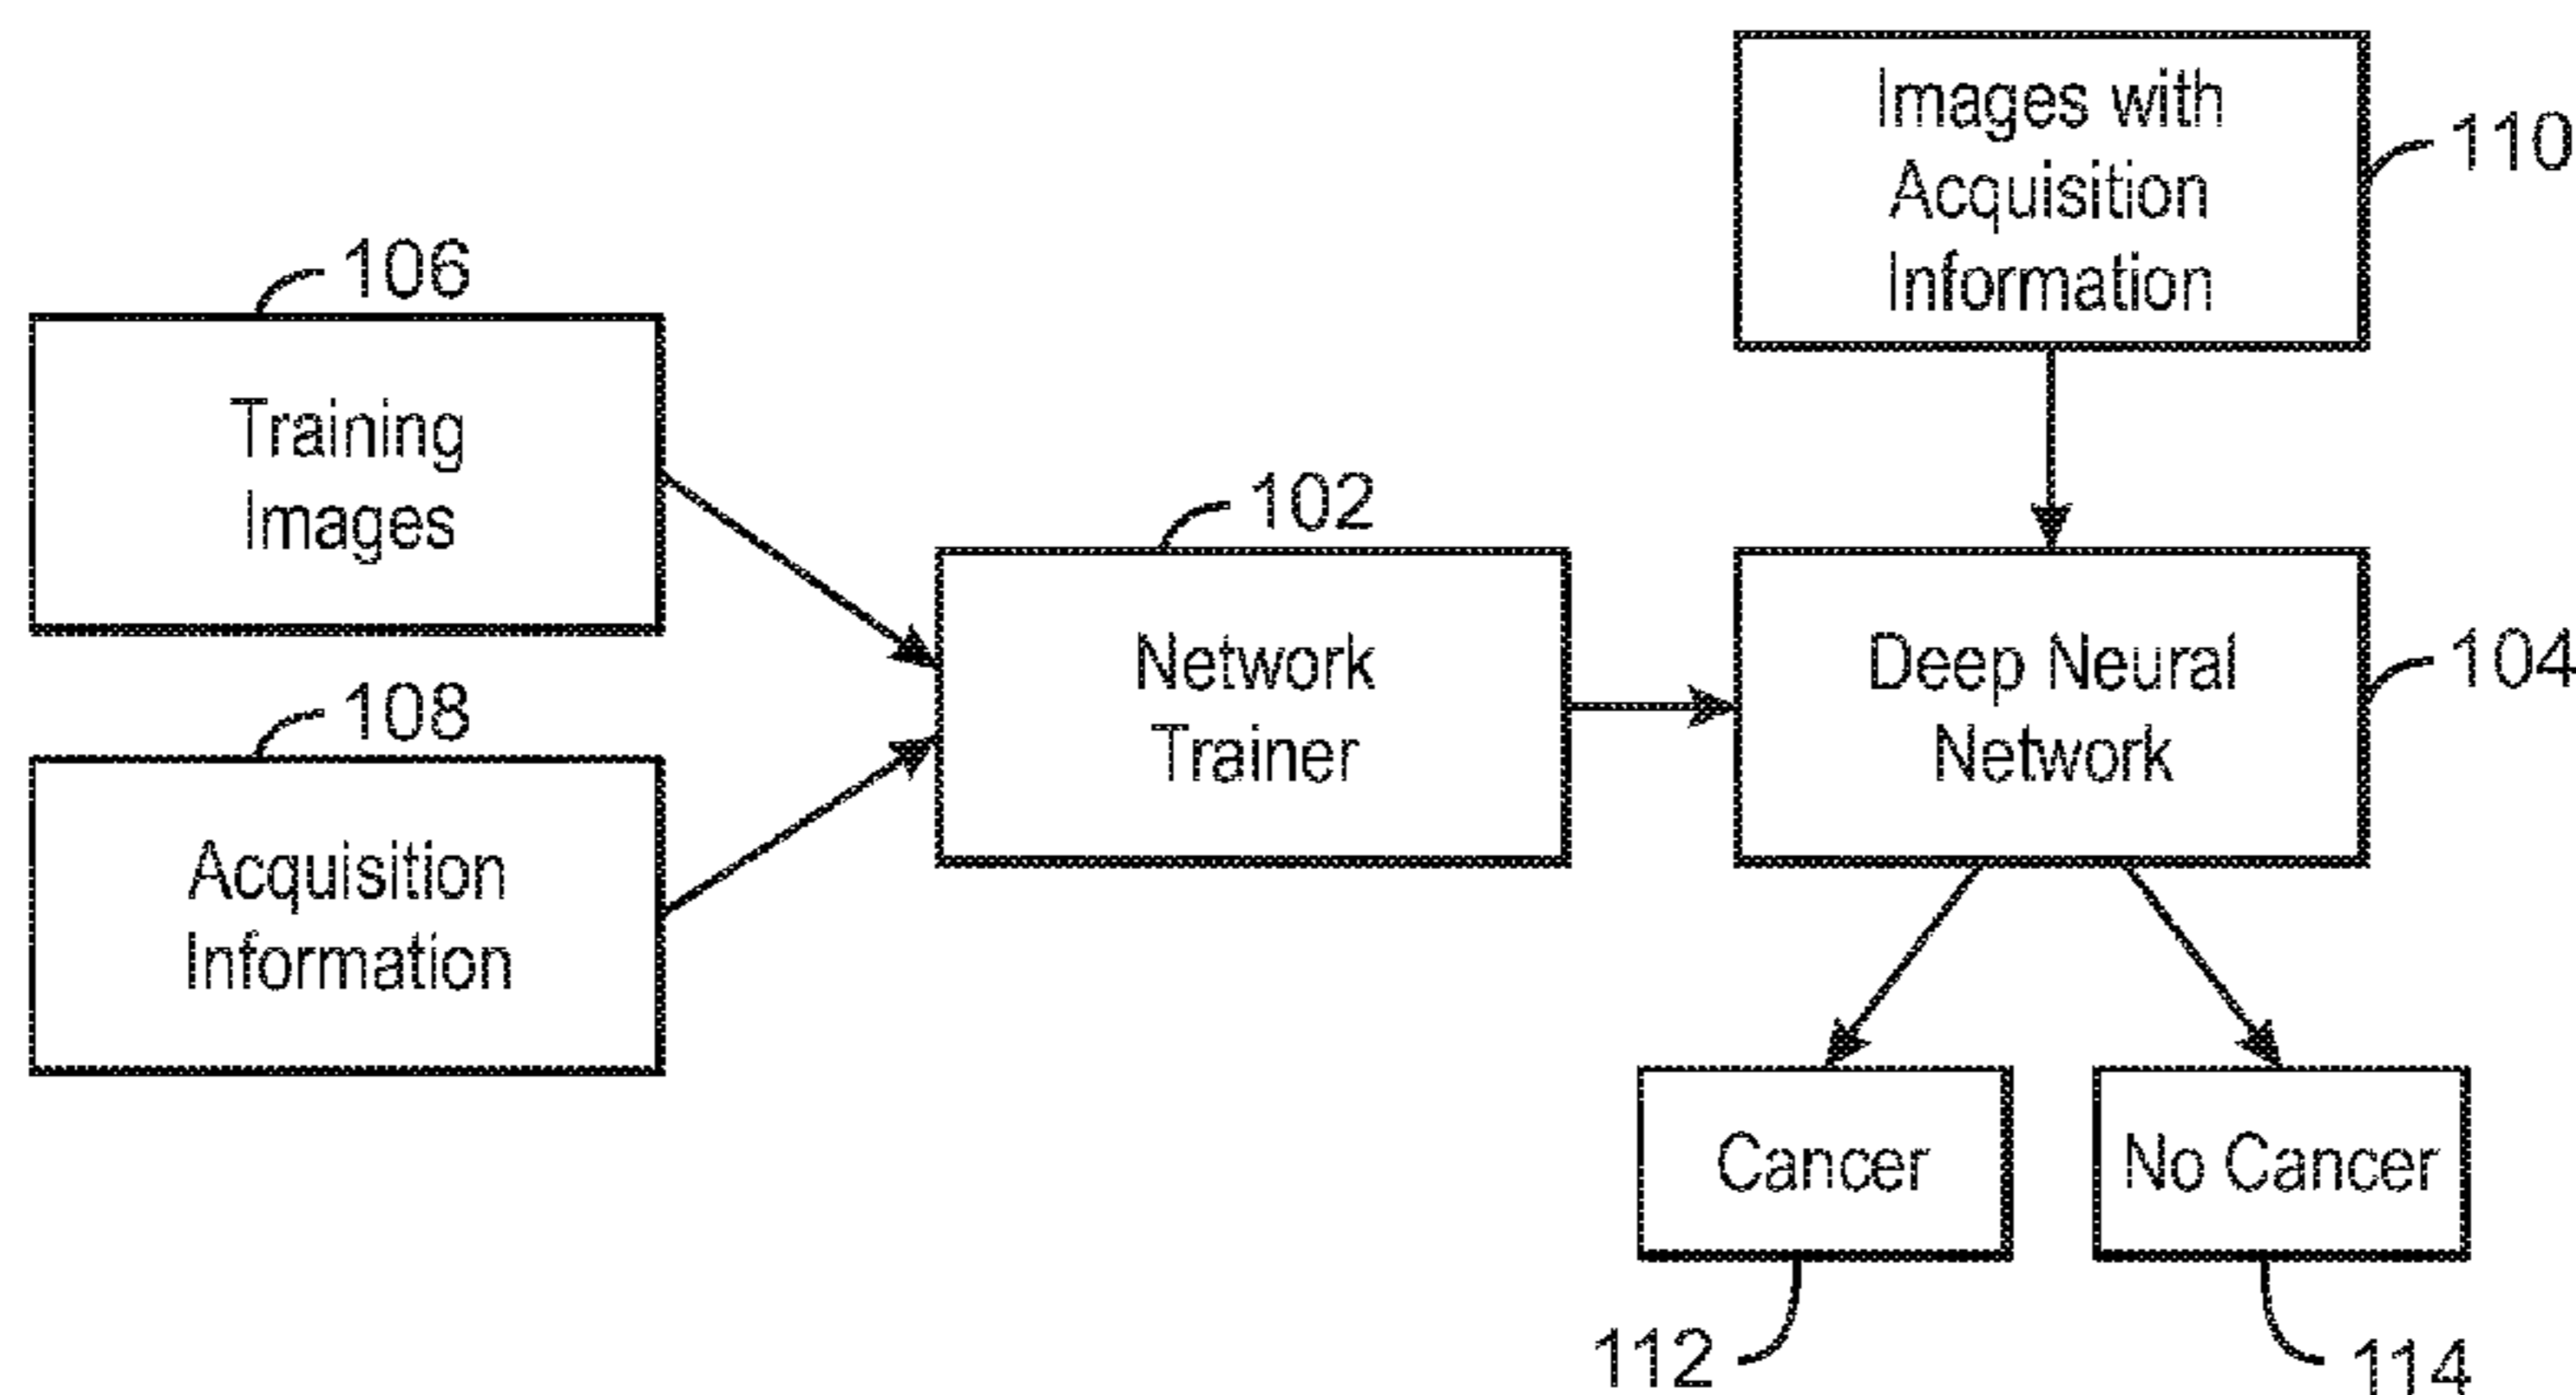 106
Training
Images
108
Acquisition
Information
102
Network
Trainer
Images with
Acquisition
Information
110
Deep Neural
Network
104
Cancer
112
No Cancer
114